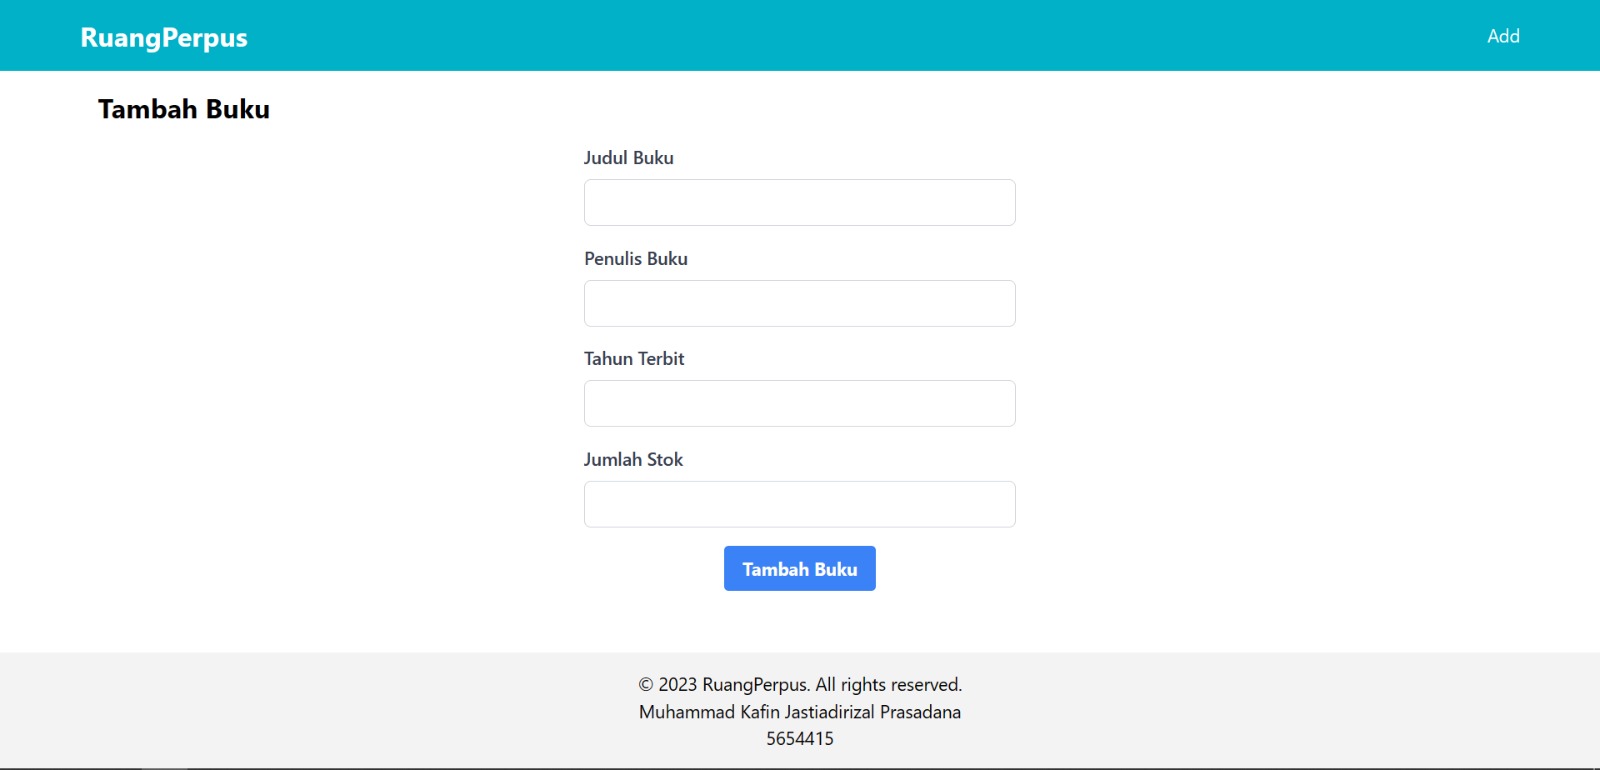 RuangPerpus
Add
Tambah Buku
Judul Buku
Penulis Buku
Tahun Terbit
Jumlah Stok
Tambah Buku
© 2023 RuangPerpus. All rights reserved.
Muhammad Kafin Jastiadirizal Prasadana
5654415